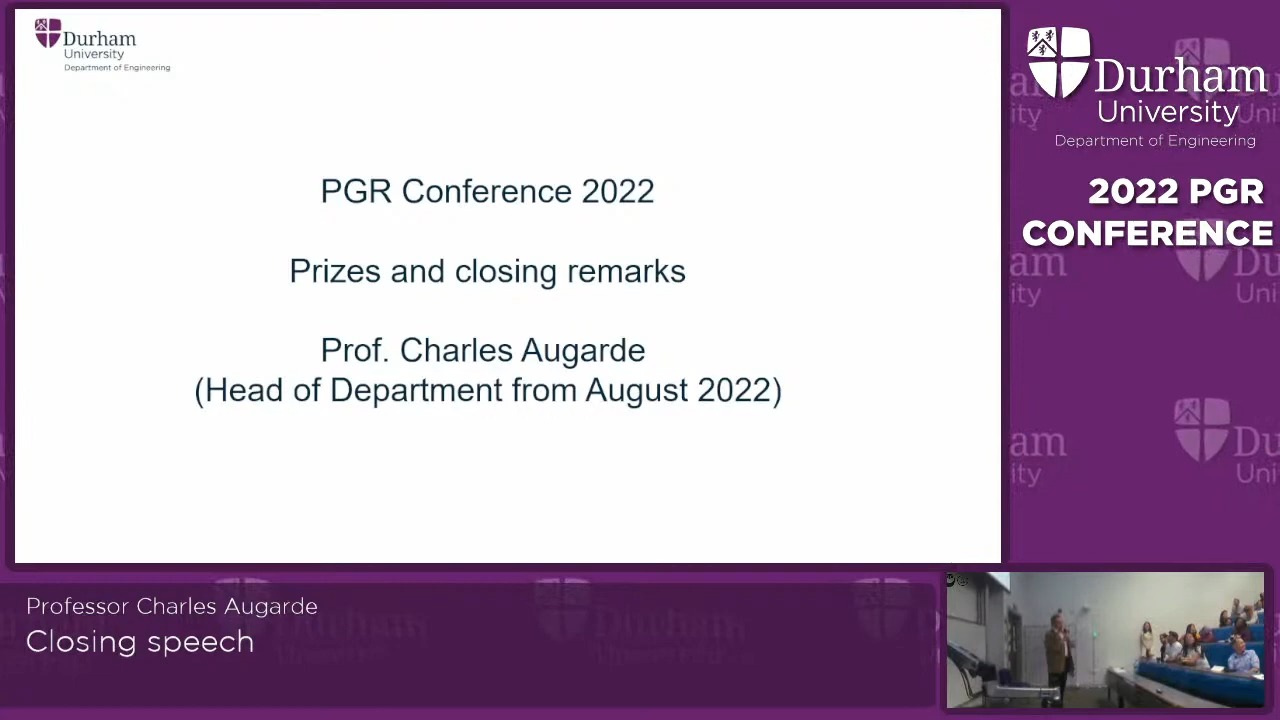 Durham
University
Department of Engineering
PGR Conference 2022
Prizes and closing remarks
Prof. Charles Augarde
(Head of Department from August 2022)
Durham
University
Department of Engineering
2022 PGR
CONFERENCE
Professor Charles Augarde
Closing speech